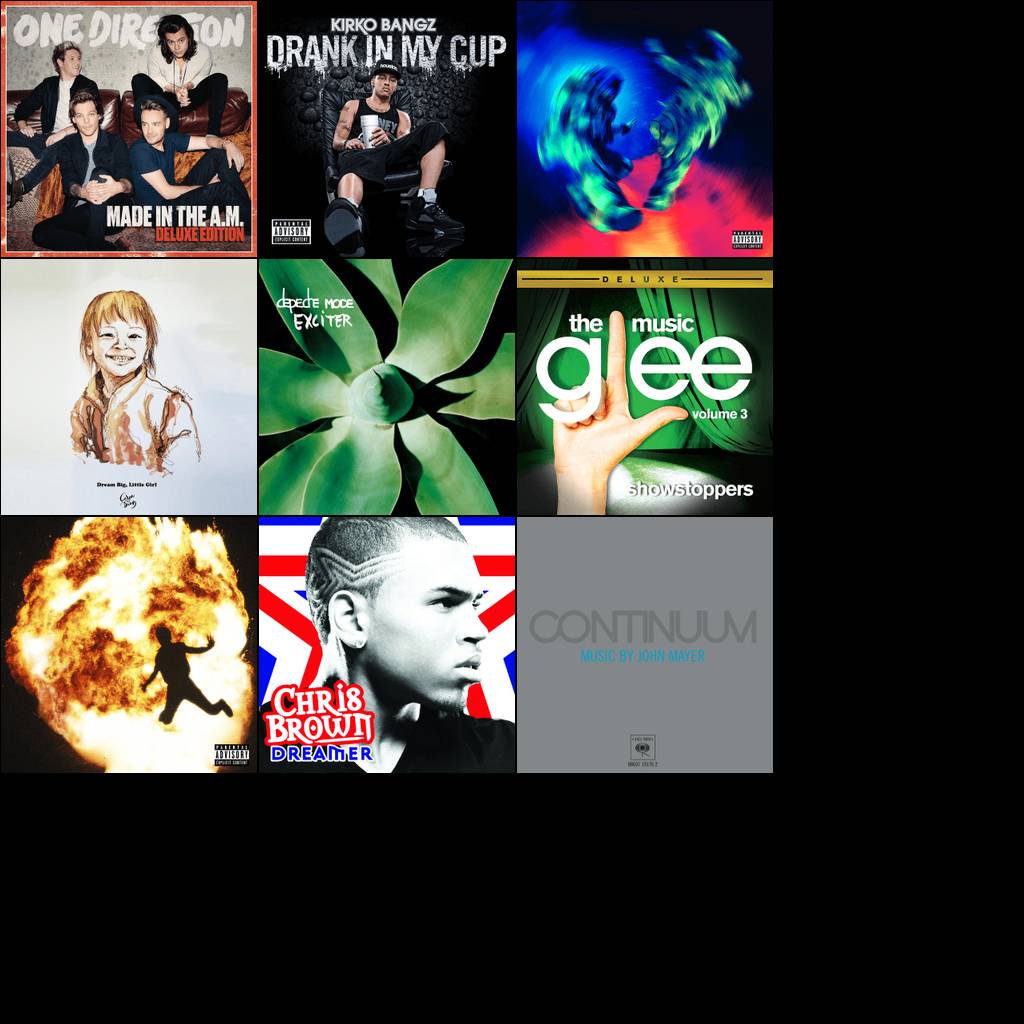 ONE DIRECTION
MADE IN THE A.M.
DELUXE EDITION
KIRKO BANGZ
DRANK IN MY CUP
PARENTAL
ADVISORY
EXPLICIT CONTENT
PARENTAL
ADVISORY
EXPLICIT CONTENT
Dream Big, Little Girl
depeche mode
EXCITER
DELUXE
the music
glee
volume 3
showstoppers
PARENTAL
ADVISORY
EXPLICIT CONTENT
CHRIS
BROWN
DREAMER
CONTINUUM
MUSIC BY JOHN MAYER
COLUMBIA